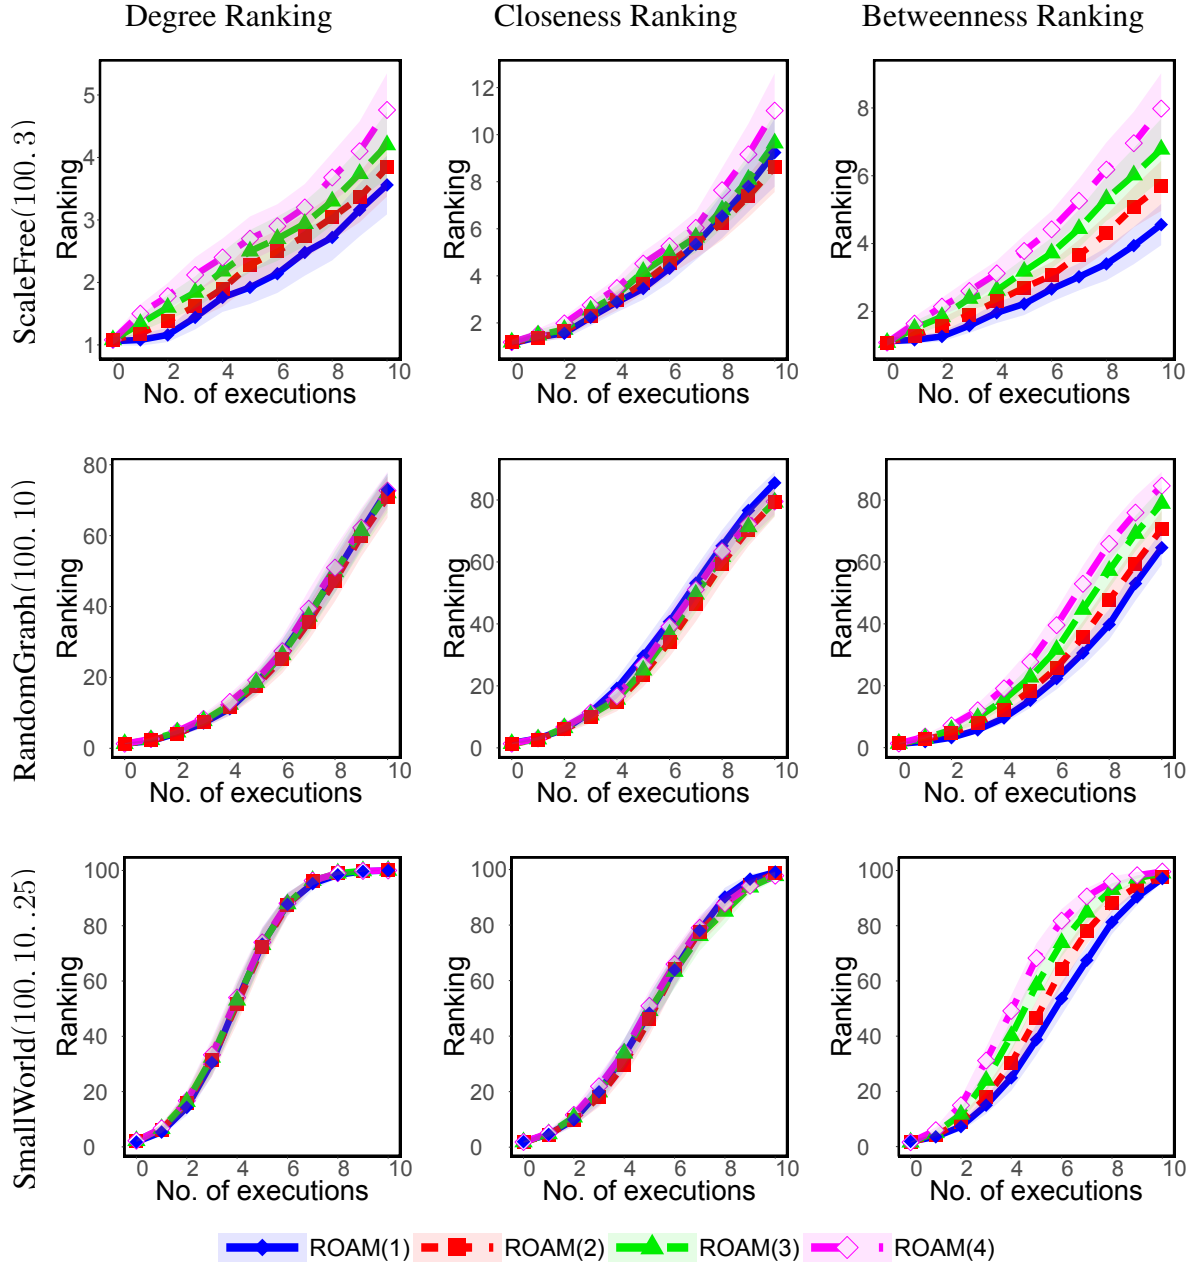 Degree Ranking Closeness Ranking Betweenness Ranking
ScaleFree(100, 3)
Ranking
5
4
3
2
1
0 2 4 6 8 10
No. of executions
Ranking
12
10
8
6
4
2
0 2 4 6 8 10
No. of executions
Ranking
8
6
4
2
0 2 4 6 8 10
No. of executions
RandomGraph(100, 10)
Ranking
80
60
40
20
0
0 2 4 6 8 10
No. of executions
Ranking
80
60
40
20
0
0 2 4 6 8 10
No. of executions
Ranking
80
60
40
20
0
0 2 4 6 8 10
No. of executions
SmallWorld(100, 10, .25)
Ranking
100
80
60
40
20
0
0 2 4 6 8 10
No. of executions
Ranking
100
80
60
40
20
0
0 2 4 6 8 10
No. of executions
Ranking
100
80
60
40
20
0
0 2 4 6 8 10
No. of executions
ROAM(1) ROAM(2) ROAM(3) ROAM(4)